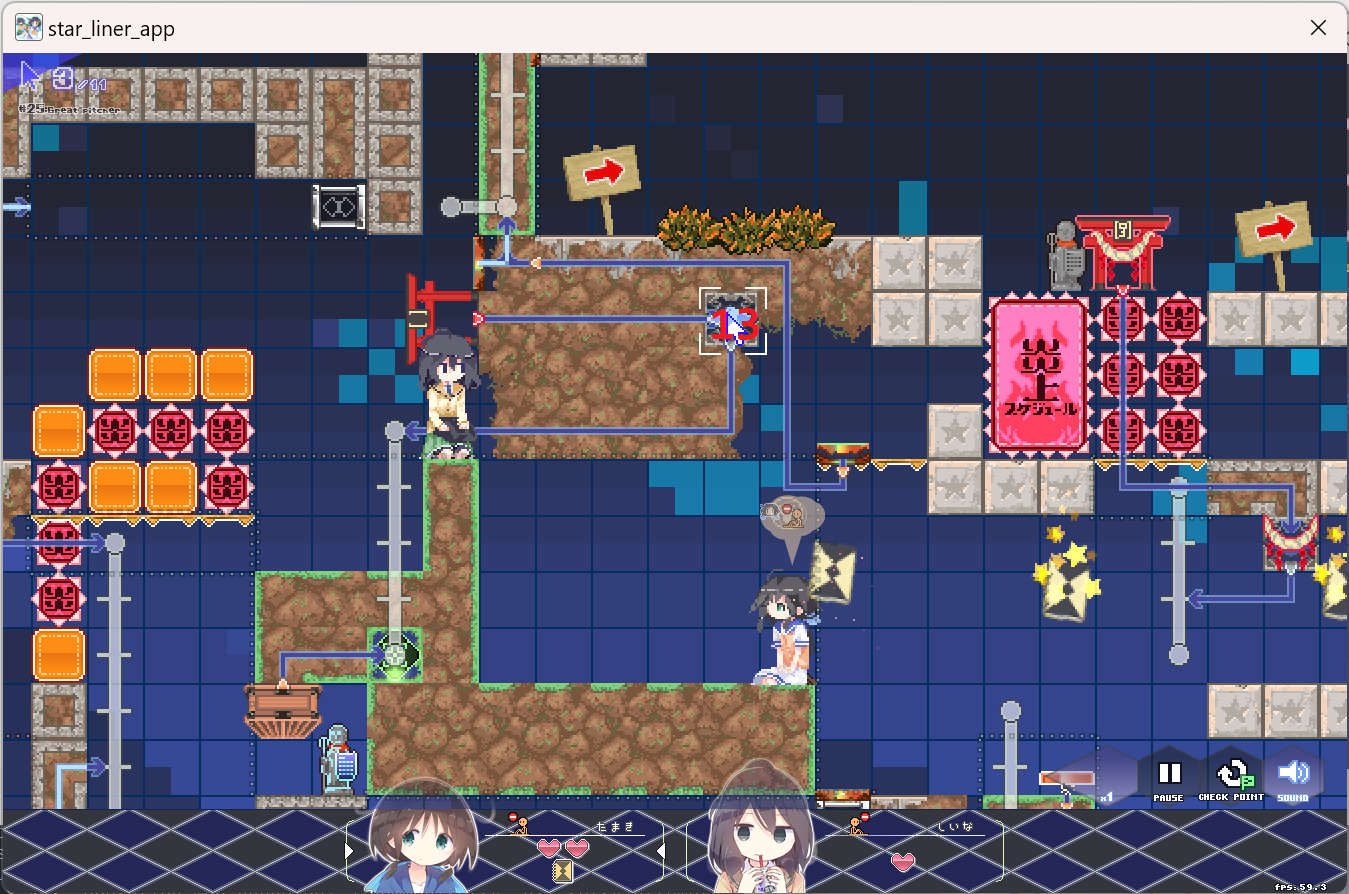 star_liner_app
3/11
#25 Great pitcher
13
スケジュール
x1
PAUSE
CHECK POINT
SOUND
たまき
しいな
fps:59.3